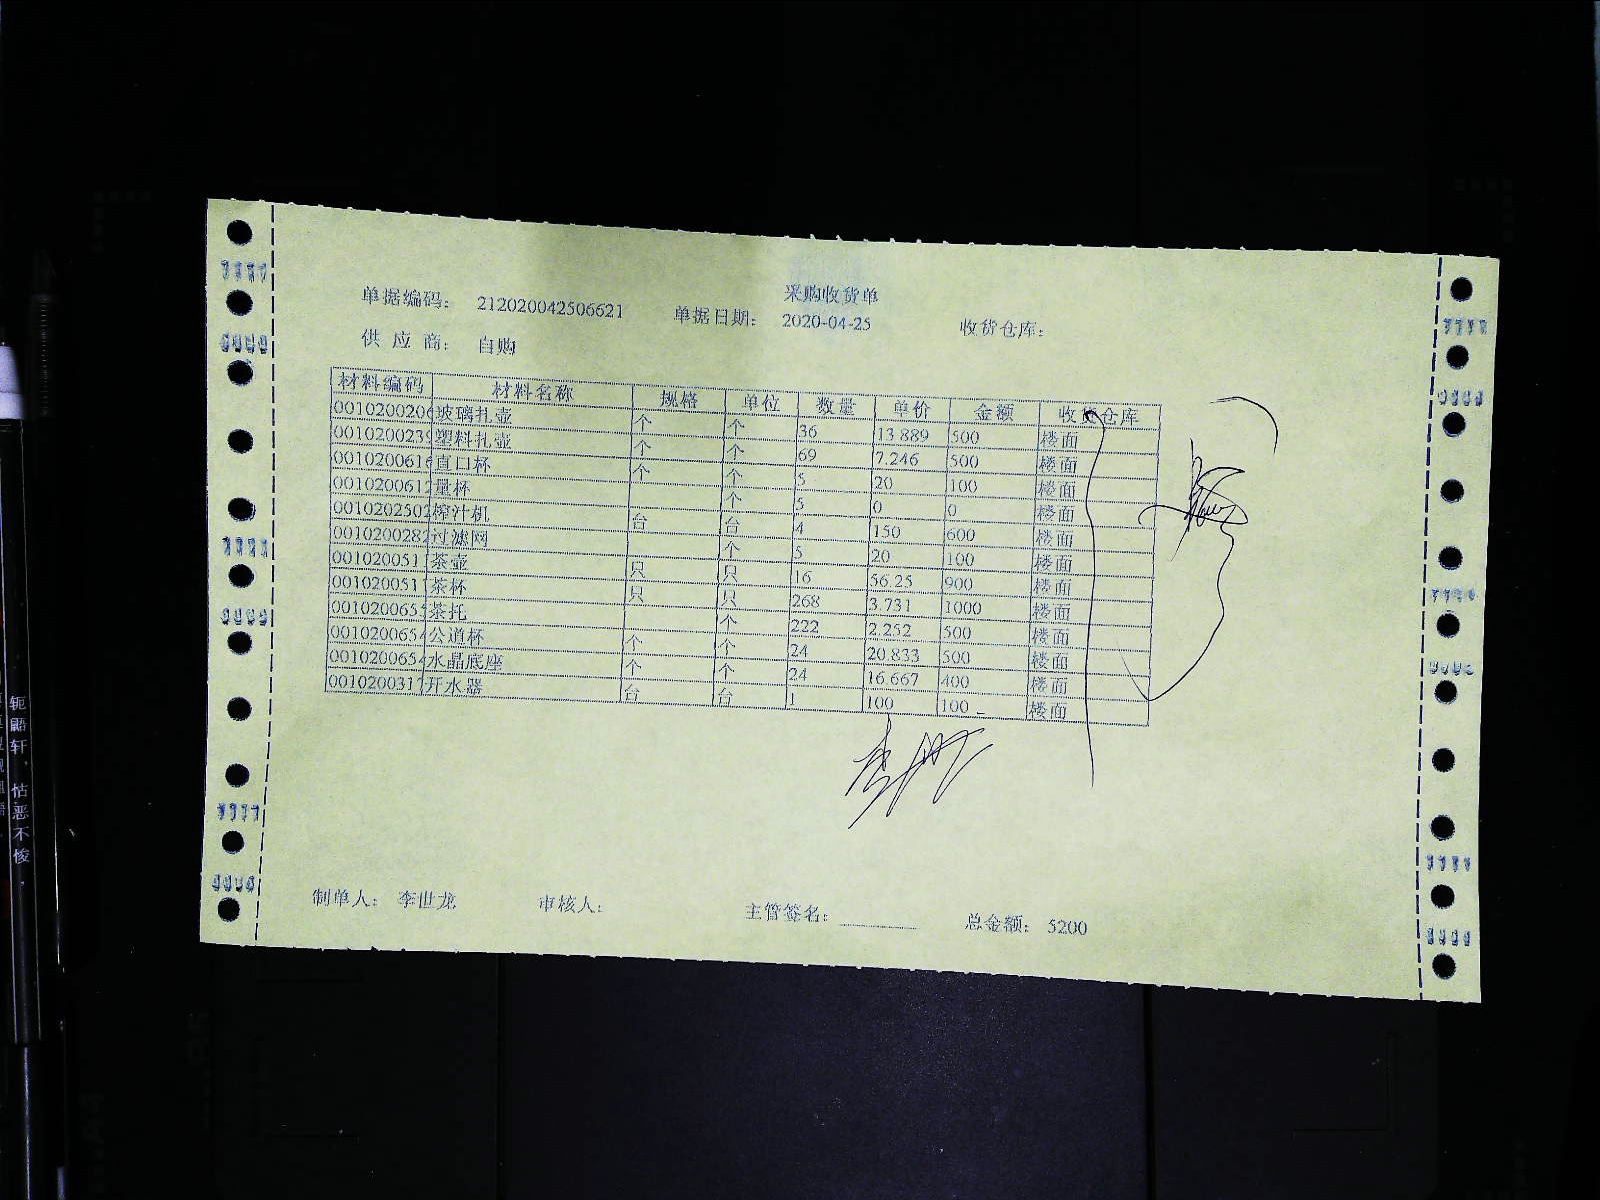 采购收货单
单据编码： 212020042506621 单据日期： 2020-04-25 收货仓库：
供 应 商： 自购
材料编码 材料名称 规格 单位 数量 单价 金额 收货仓库
0010200206 玻璃扎壶 个 个 36 13.889 500 楼面
001020023 塑料扎壶 个 个 69 7.246 500 楼面
0010200616 直口杯 个 个 5 20 100 楼面
001020061 量杯 个 5 0 0 楼面
001020250 榨汁机 台 台 4 150 600 楼面
001020028 过滤网 个 5 20 100 楼面
001020051 茶壶 只 只 16 56.25 900 楼面
001020051 茶杯 只 只 268 3.731 1000 楼面
001020065 茶托 个 222 2.252 500 楼面
001020065 公道杯 个 个 24 20.833 500 楼面
001020065 水晶底座 个 个 24 16.667 400 楼面
001020031 开水器 台 台 1 100 100 楼面
制单人： 李世龙 审核人： 主管签名： 总金额： 5200